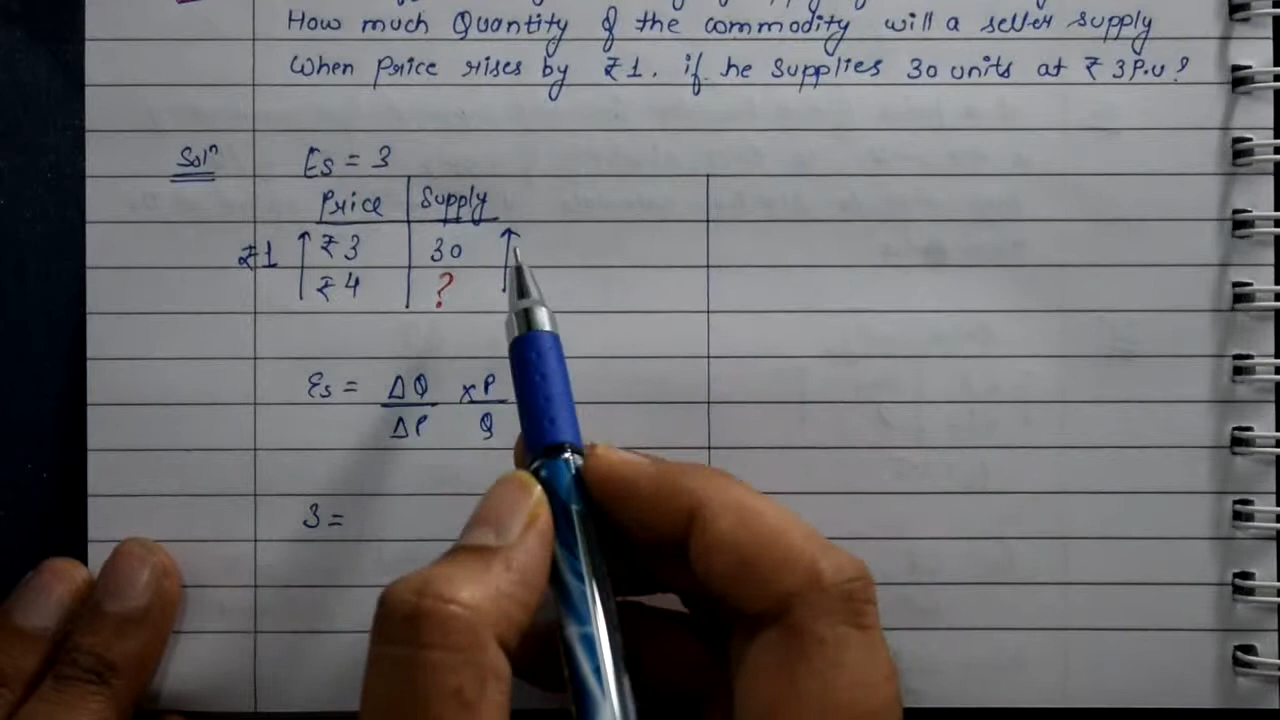 How much Quantity of the commodity will a seller supply
When Price rises by ₹1. if he supplies 30 units at ₹ 3 P.u?
Solⁿ Es = 3
Price Supply
₹1 ↑ ₹3 30 ↑
₹4 ?
Es = ΔQ/ΔP × P/Q
3 =